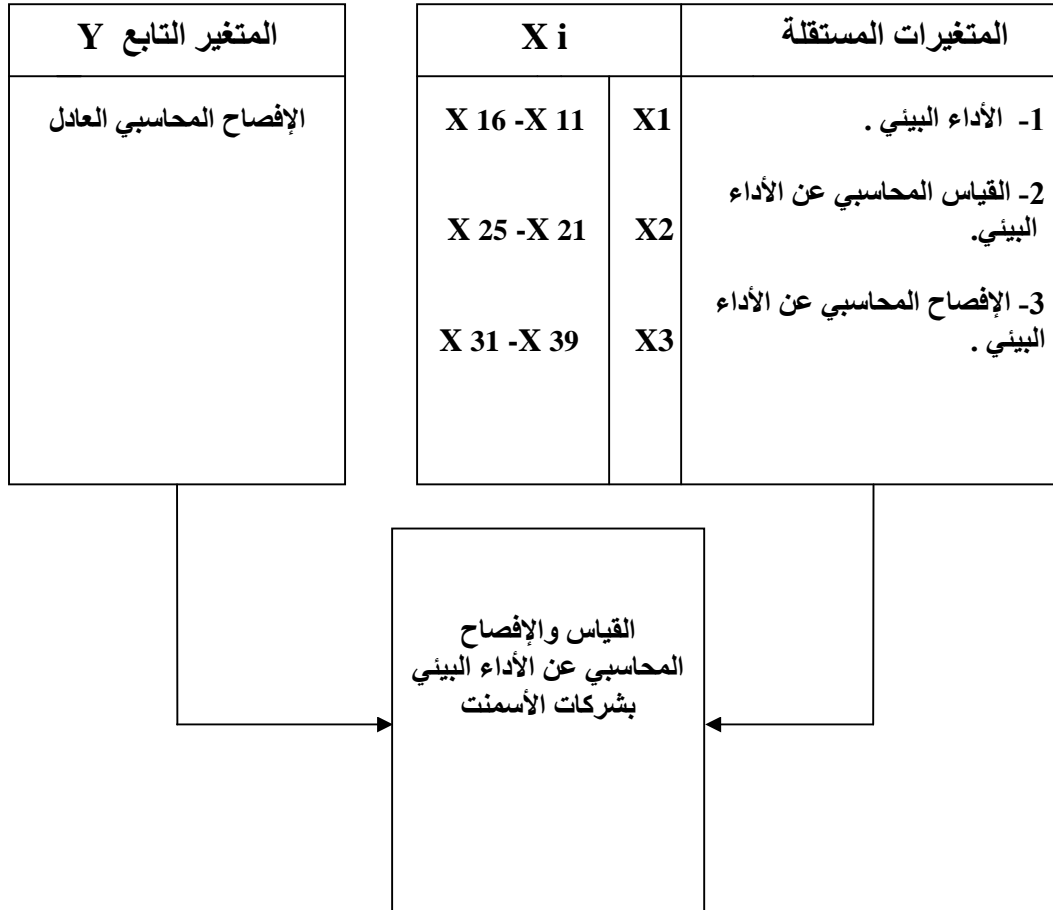 المتغيرات المستقلة
X i
المتغير التابع Y
1- الأداء البيئي .
X1
X 16 -X 11
الإفصاح المحاسبي العادل
2- القياس المحاسبي عن الأداء
البيئي.
X2
X 25 -X 21
3- الإفصاح المحاسبي عن الأداء
البيئي .
X3
X 31 -X 39
القياس والإفصاح
المحاسبي عن الأداء البيئي
بشركات الأسمنت